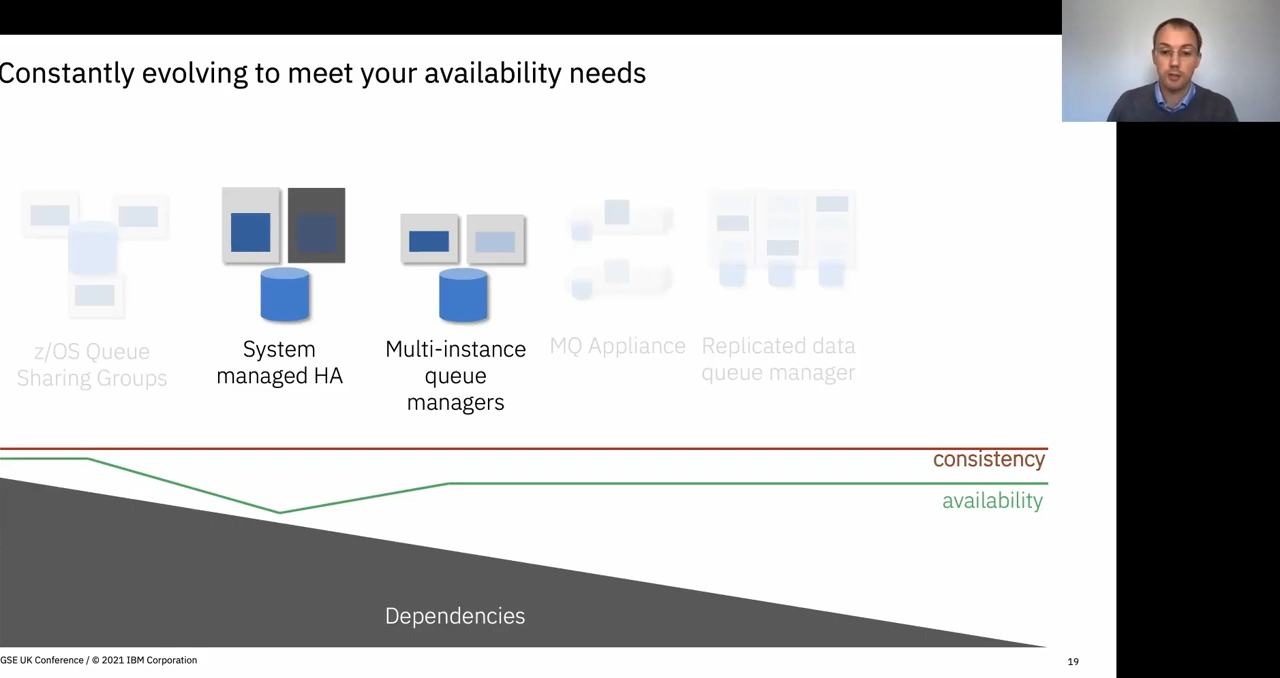 Constantly evolving to meet your availability needs
z/OS Queue
Sharing Groups
System
managed HA
Multi-instance
queue
managers
MQ Appliance
Replicated data
queue manager
consistency
availability
Dependencies
GSE UK Conference / © 2021 IBM Corporation
19